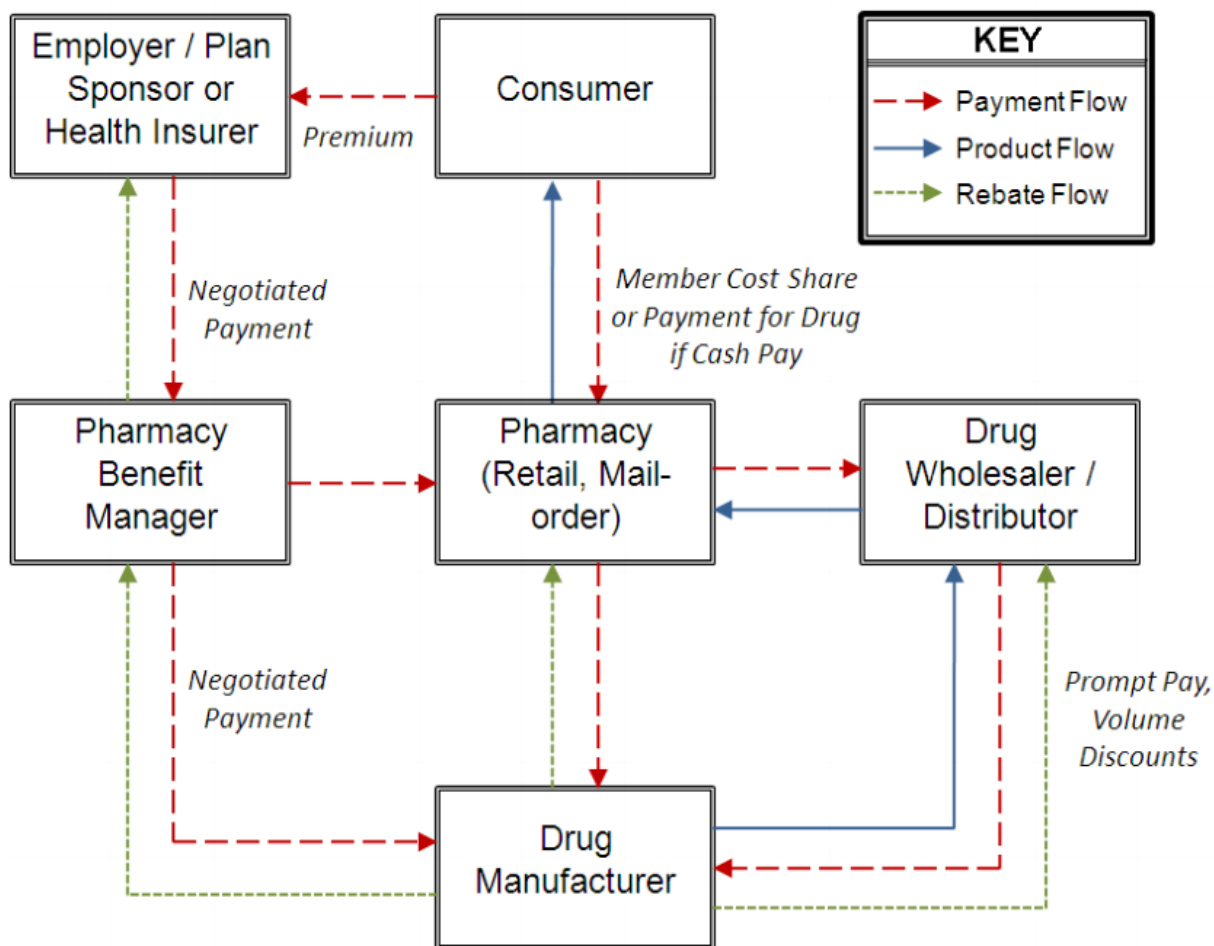 Employer / Plan
Sponsor or
Health Insurer
Premium
Consumer
KEY
Payment Flow
Product Flow
Rebate Flow
Negotiated
Payment
Member Cost Share
or Payment for Drug
if Cash Pay
Pharmacy
Benefit
Manager
Pharmacy
(Retail, Mail-
order)
Drug
Wholesaler /
Distributor
Negotiated
Payment
Prompt Pay,
Volume
Discounts
Drug
Manufacturer